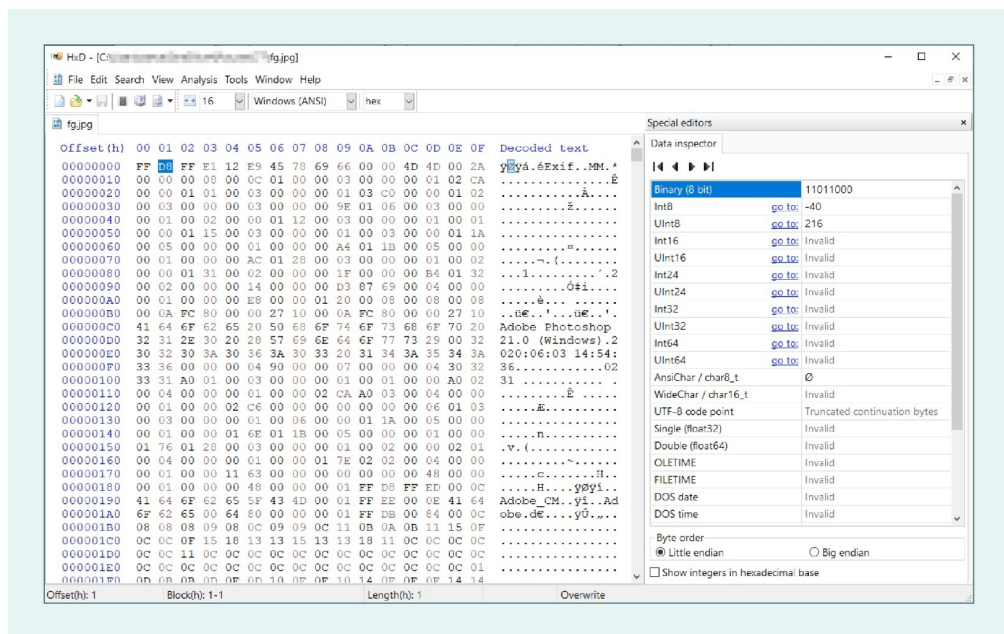 HxD - [C:\ fg.jpg]
File Edit Search View Analysis Tools Window Help
16 Windows (ANSI) hex
fg.jpg
Special editors
Offset(h) 00 01 02 03 04 05 06 07 08 09 0A 0B 0C 0D 0E 0F Decoded text
00000000 FF D8 FF E1 12 E9 45 78 69 66 00 00 4D 4D 00 2A ÿØÿá.éExif..MM.*
00000010 00 00 00 08 00 0C 01 00 00 03 00 00 00 01 02 CA ...............Ê
00000020 00 00 01 01 00 03 00 00 00 01 03 C0 00 00 01 02 ...........À....
00000030 00 03 00 00 00 03 00 00 00 9E 01 06 00 03 00 00 .........ž......
00000040 00 01 00 02 00 00 01 12 00 03 00 00 00 01 00 01 ................
00000050 00 00 01 15 00 03 00 00 00 01 00 03 00 00 01 1A ................
00000060 00 05 00 00 00 01 00 00 00 A4 01 1B 00 05 00 00 .........¤......
00000070 00 01 00 00 00 AC 01 28 00 03 00 00 00 01 00 02 .....¬.(........
00000080 00 00 01 31 00 02 00 00 00 1F 00 00 00 B4 01 32 ...1.........´.2
00000090 00 02 00 00 00 14 00 00 00 D3 87 69 00 04 00 00 .........Ó‡i....
000000A0 00 01 00 00 00 E8 00 00 01 20 00 08 00 08 00 08 .....è... ......
000000B0 00 0A FC 80 00 00 27 10 00 0A FC 80 00 00 27 10 ..ü€..'...ü€..'.
000000C0 41 64 6F 62 65 20 50 68 6F 74 6F 73 68 6F 70 20 Adobe Photoshop
000000D0 32 31 2E 30 20 28 57 69 6E 64 6F 77 73 29 00 32 21.0 (Windows).2
000000E0 30 32 30 3A 30 36 3A 30 33 20 31 34 3A 35 34 3A 020:06:03 14:54:
000000F0 33 36 00 00 00 04 90 00 00 07 00 00 00 04 30 32 36............02
00000100 33 31 A0 01 00 03 00 00 00 01 00 01 00 00 A0 02 31 ........... .
00000110 00 04 00 00 00 01 00 00 02 CA A0 03 00 04 00 00 .........Ê .....
00000120 00 01 00 00 02 C6 00 00 00 00 00 00 00 06 01 03 .....Æ..........
00000130 00 03 00 00 00 01 00 06 00 00 01 1A 00 05 00 00 ................
00000140 00 01 00 00 01 6E 01 1B 00 05 00 00 00 01 00 00 .....n..........
00000150 01 76 01 28 00 03 00 00 00 01 00 02 00 00 02 01 .v.(............
00000160 00 04 00 00 00 01 00 00 01 7E 02 02 00 04 00 00 .........~......
00000170 00 01 00 00 11 63 00 00 00 00 00 00 00 48 00 00 .....c.......H..
00000180 00 01 00 00 00 48 00 00 00 01 FF D8 FF ED 00 0C .....H....ÿØÿí..
00000190 41 64 6F 62 65 5F 43 4D 00 01 FF EE 00 0E 41 64 Adobe_CM..ÿî..Ad
000001A0 6F 62 65 00 64 80 00 00 00 01 FF DB 00 84 00 0C obe.d€....ÿÛ.„..
000001B0 08 08 08 09 08 0C 09 09 0C 11 0B 0A 0B 11 15 0F ................
000001C0 0C 0C 0F 15 18 13 13 15 13 13 18 11 0C 0C 0C 0C ................
000001D0 0C 0C 11 0C 0C 0C 0C 0C 0C 0C 0C 0C 0C 0C 0C 0C ................
000001E0 0C 0C 0C 0C 0C 0C 0C 0C 0C 0C 0C 0C 0C 0C 0C 01 ................
000001F0 0D 0B 0B 0D 0E 0D 10 0E 0E 10 14 0E 0E 0E 14 14
Data inspector
Binary (8 bit) 11011000
Int8 go to: -40
UInt8 go to: 216
Int16 go to: Invalid
UInt16 go to: Invalid
Int24 go to: Invalid
UInt24 go to: Invalid
Int32 go to: Invalid
UInt32 go to: Invalid
Int64 go to: Invalid
UInt64 go to: Invalid
AnsiChar / char8_t Ø
WideChar / char16_t Invalid
UTF-8 code point Truncated continuation bytes
Single (float32) Invalid
Double (float64) Invalid
OLETIME Invalid
FILETIME Invalid
DOS date Invalid
DOS time Invalid
Byte order
Little endian Big endian
Show integers in hexadecimal base
Offset(h): 1 Block(h): 1-1 Length(h): 1 Overwrite